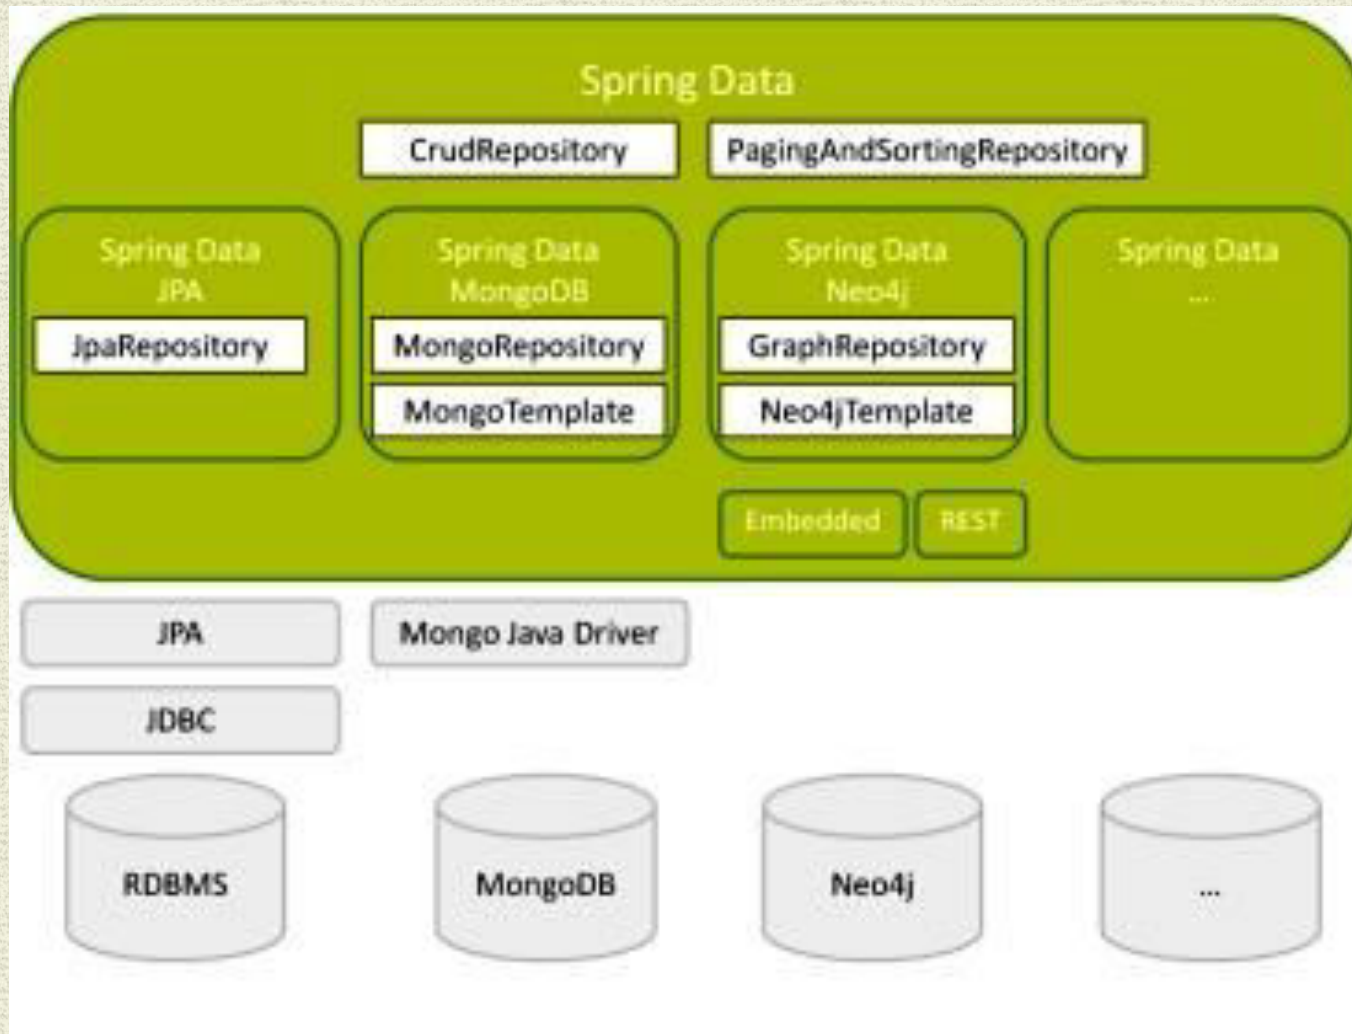 Spring Data
CrudRepository
PagingAndSortingRepository
Spring Data
JPA
JpaRepository
Spring Data
MongoDB
MongoRepository
MongoTemplate
Spring Data
Neo4j
GraphRepository
Neo4jTemplate
Spring Data
...
Embedded
REST
JPA
Mongo Java Driver
JDBC
RDBMS
MongoDB
Neo4j
...